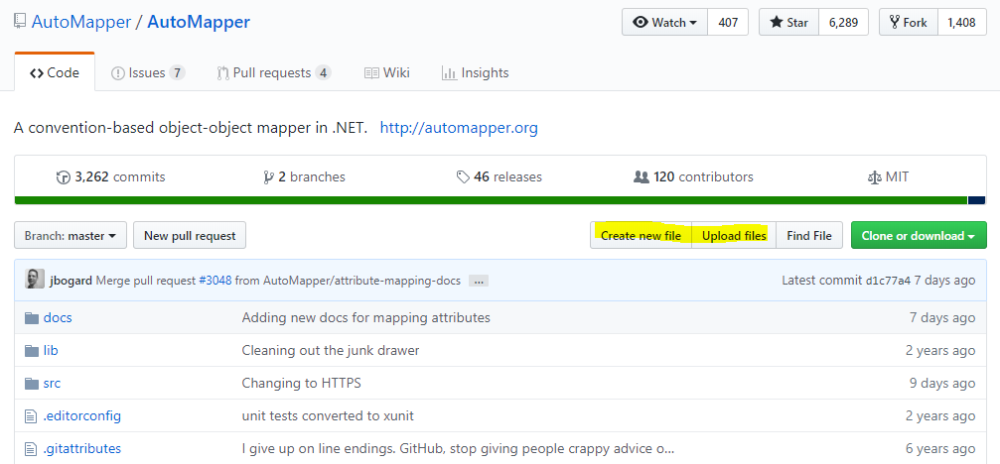 AutoMapper / AutoMapper
Watch 407 Star 6,289 Fork 1,408
Code Issues 7 Pull requests 4 Wiki Insights
A convention-based object-object mapper in .NET. http://automapper.org
3,262 commits 2 branches 46 releases 120 contributors MIT
Branch: master New pull request Create new file Upload files Find File Clone or download
jbogard Merge pull request #3048 from AutoMapper/attribute-mapping-docs ... Latest commit d1c77a4 7 days ago
docs Adding new docs for mapping attributes 7 days ago
lib Cleaning out the junk drawer 2 years ago
src Changing to HTTPS 9 days ago
.editorconfig unit tests converted to xunit 2 years ago
.gitattributes I give up on line endings. GitHub, stop giving people crappy advice o... 6 years ago